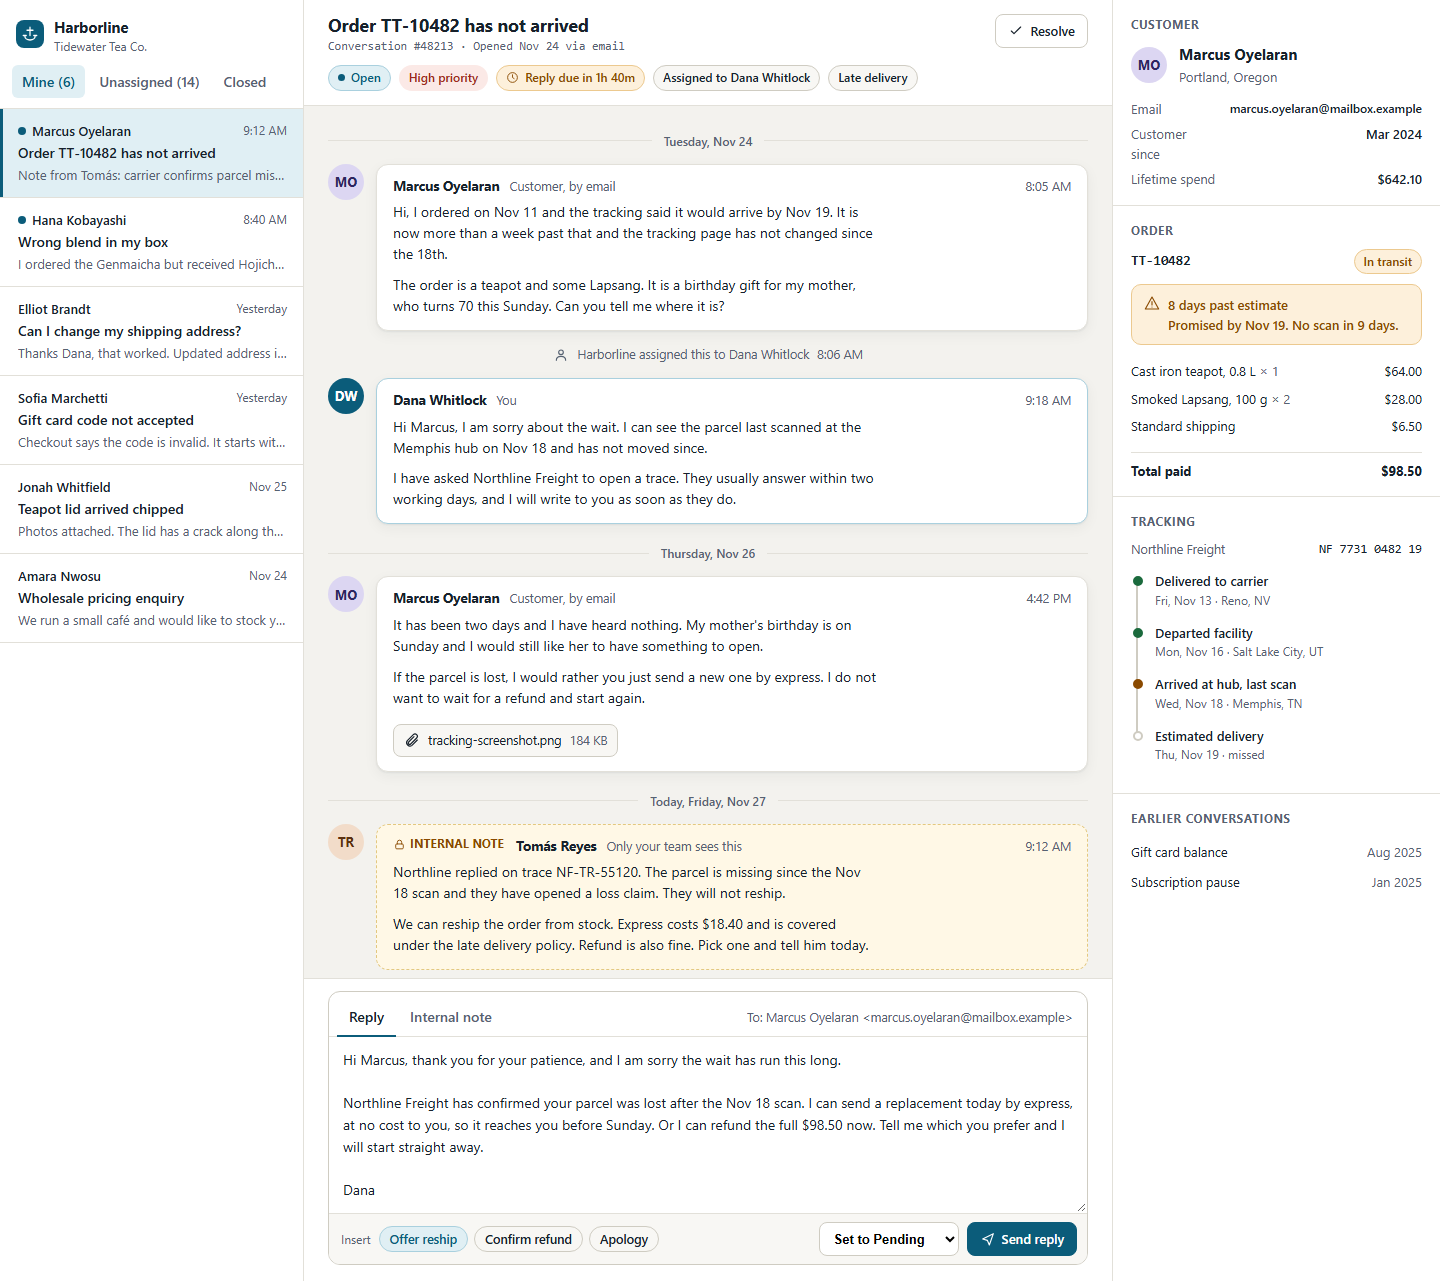 Harborline
Tidewater Tea Co.
Mine (6)
Unassigned (14)
Closed
Marcus Oyelaran
9:12 AM
Order TT-10482 has not arrived
Note from Tomás: carrier confirms parcel mis...
Hana Kobayashi
8:40 AM
Wrong blend in my box
I ordered the Genmaicha but received Hojich...
Elliot Brandt
Yesterday
Can I change my shipping address?
Thanks Dana, that worked. Updated address i...
Sofia Marchetti
Yesterday
Gift card code not accepted
Checkout says the code is invalid. It starts wit...
Jonah Whitfield
Nov 25
Teapot lid arrived chipped
Photos attached. The lid has a crack along th...
Amara Nwosu
Nov 24
Wholesale pricing enquiry
We run a small café and would like to stock y...
Order TT-10482 has not arrived
Conversation #48213 · Opened Nov 24 via email
Resolve
Open
High priority
Reply due in 1h 40m
Assigned to Dana Whitlock
Late delivery
Tuesday, Nov 24
MO
Marcus Oyelaran
Customer, by email
8:05 AM
Hi, I ordered on Nov 11 and the tracking said it would arrive by Nov 19. It is
now more than a week past that and the tracking page has not changed since
the 18th.
The order is a teapot and some Lapsang. It is a birthday gift for my mother,
who turns 70 this Sunday. Can you tell me where it is?
Harborline assigned this to Dana Whitlock 8:06 AM
DW
Dana Whitlock
You
9:18 AM
Hi Marcus, I am sorry about the wait. I can see the parcel last scanned at the
Memphis hub on Nov 18 and has not moved since.
I have asked Northline Freight to open a trace. They usually answer within two
working days, and I will write to you as soon as they do.
Thursday, Nov 26
MO
Marcus Oyelaran
Customer, by email
4:42 PM
It has been two days and I have heard nothing. My mother's birthday is on
Sunday and I would still like her to have something to open.
If the parcel is lost, I would rather you just send a new one by express. I do not
want to wait for a refund and start again.
tracking-screenshot.png 184 KB
Today, Friday, Nov 27
TR
INTERNAL NOTE
Tomás Reyes
Only your team sees this
9:12 AM
Northline replied on trace NF-TR-55120. The parcel is missing since the Nov
18 scan and they have opened a loss claim. They will not reship.
We can reship the order from stock. Express costs $18.40 and is covered
under the late delivery policy. Refund is also fine. Pick one and tell him today.
Reply
Internal note
To: Marcus Oyelaran <marcus.oyelaran@mailbox.example>
Hi Marcus, thank you for your patience, and I am sorry the wait has run this long.
Northline Freight has confirmed your parcel was lost after the Nov 18 scan. I can send a replacement today by express,
at no cost to you, so it reaches you before Sunday. Or I can refund the full $98.50 now. Tell me which you prefer and I
will start straight away.
Dana
Insert
Offer reship
Confirm refund
Apology
Set to Pending
Send reply
CUSTOMER
MO
Marcus Oyelaran
Portland, Oregon
Email
marcus.oyelaran@mailbox.example
Customer
since
Mar 2024
Lifetime spend
$642.10
ORDER
TT-10482
In transit
8 days past estimate
Promised by Nov 19. No scan in 9 days.
Cast iron teapot, 0.8 L × 1
$64.00
Smoked Lapsang, 100 g × 2
$28.00
Standard shipping
$6.50
Total paid
$98.50
TRACKING
Northline Freight
NF 7731 0482 19
Delivered to carrier
Fri, Nov 13 · Reno, NV
Departed facility
Mon, Nov 16 · Salt Lake City, UT
Arrived at hub, last scan
Wed, Nov 18 · Memphis, TN
Estimated delivery
Thu, Nov 19 · missed
EARLIER CONVERSATIONS
Gift card balance
Aug 2025
Subscription pause
Jan 2025